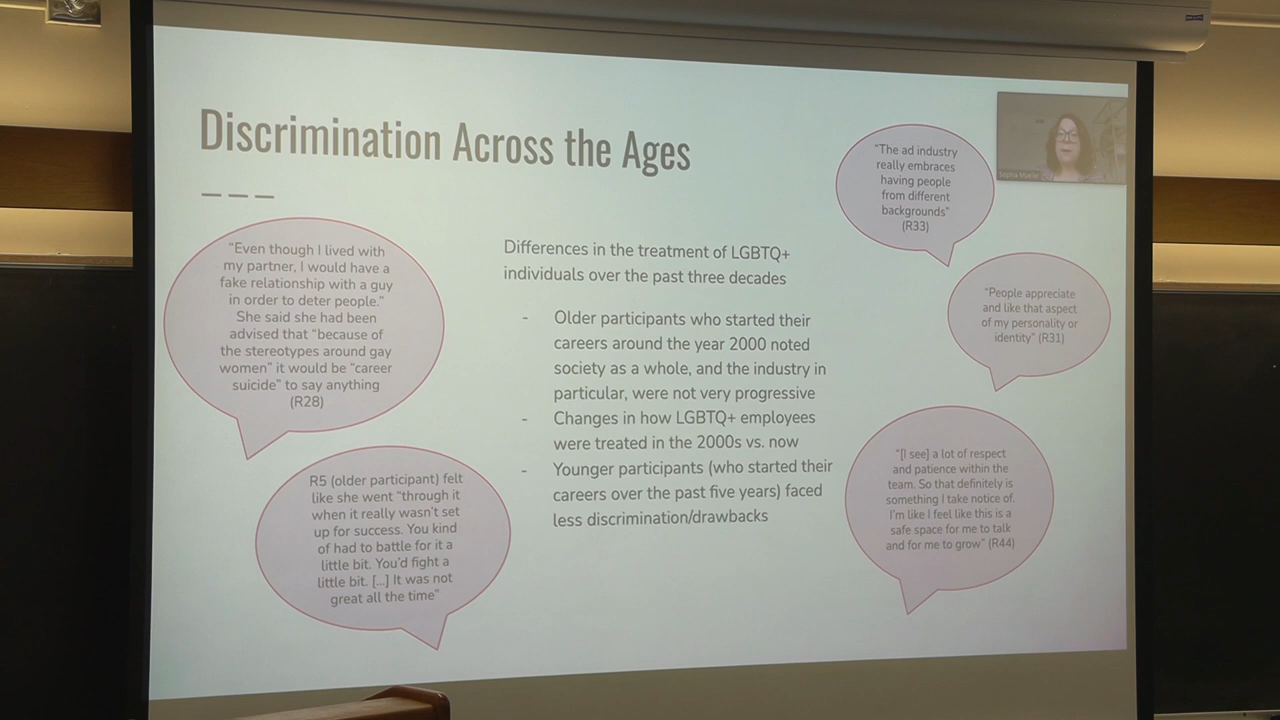 Discrimination Across the Ages
“Even though I lived with
my partner, I would have a
fake relationship with a guy
in order to deter people.”
She said she had been
advised that “because of
the stereotypes around gay
women” it would be “career
suicide” to say anything
(R28)
R5 (older participant) felt
like she went “through it
when it really wasn't set
up for success. You kind
of had to battle for it a
little bit. You'd fight a
little bit. [...] It was not
great all the time”
Differences in the treatment of LGBTQ+
individuals over the past three decades
- Older participants who started their
careers around the year 2000 noted
society as a whole, and the industry in
particular, were not very progressive
- Changes in how LGBTQ+ employees
were treated in the 2000s vs. now
- Younger participants (who started their
careers over the past five years) faced
less discrimination/drawbacks
“The ad industry
really embraces
having people
from different
backgrounds”
(R33)
“People appreciate
and like that aspect
of my personality or
identity” (R31)
“[I see] a lot of respect
and patience within the
team. So that definitely is
something I take notice of.
I'm like I feel like this is a
safe space for me to talk
and for me to grow” (R44)